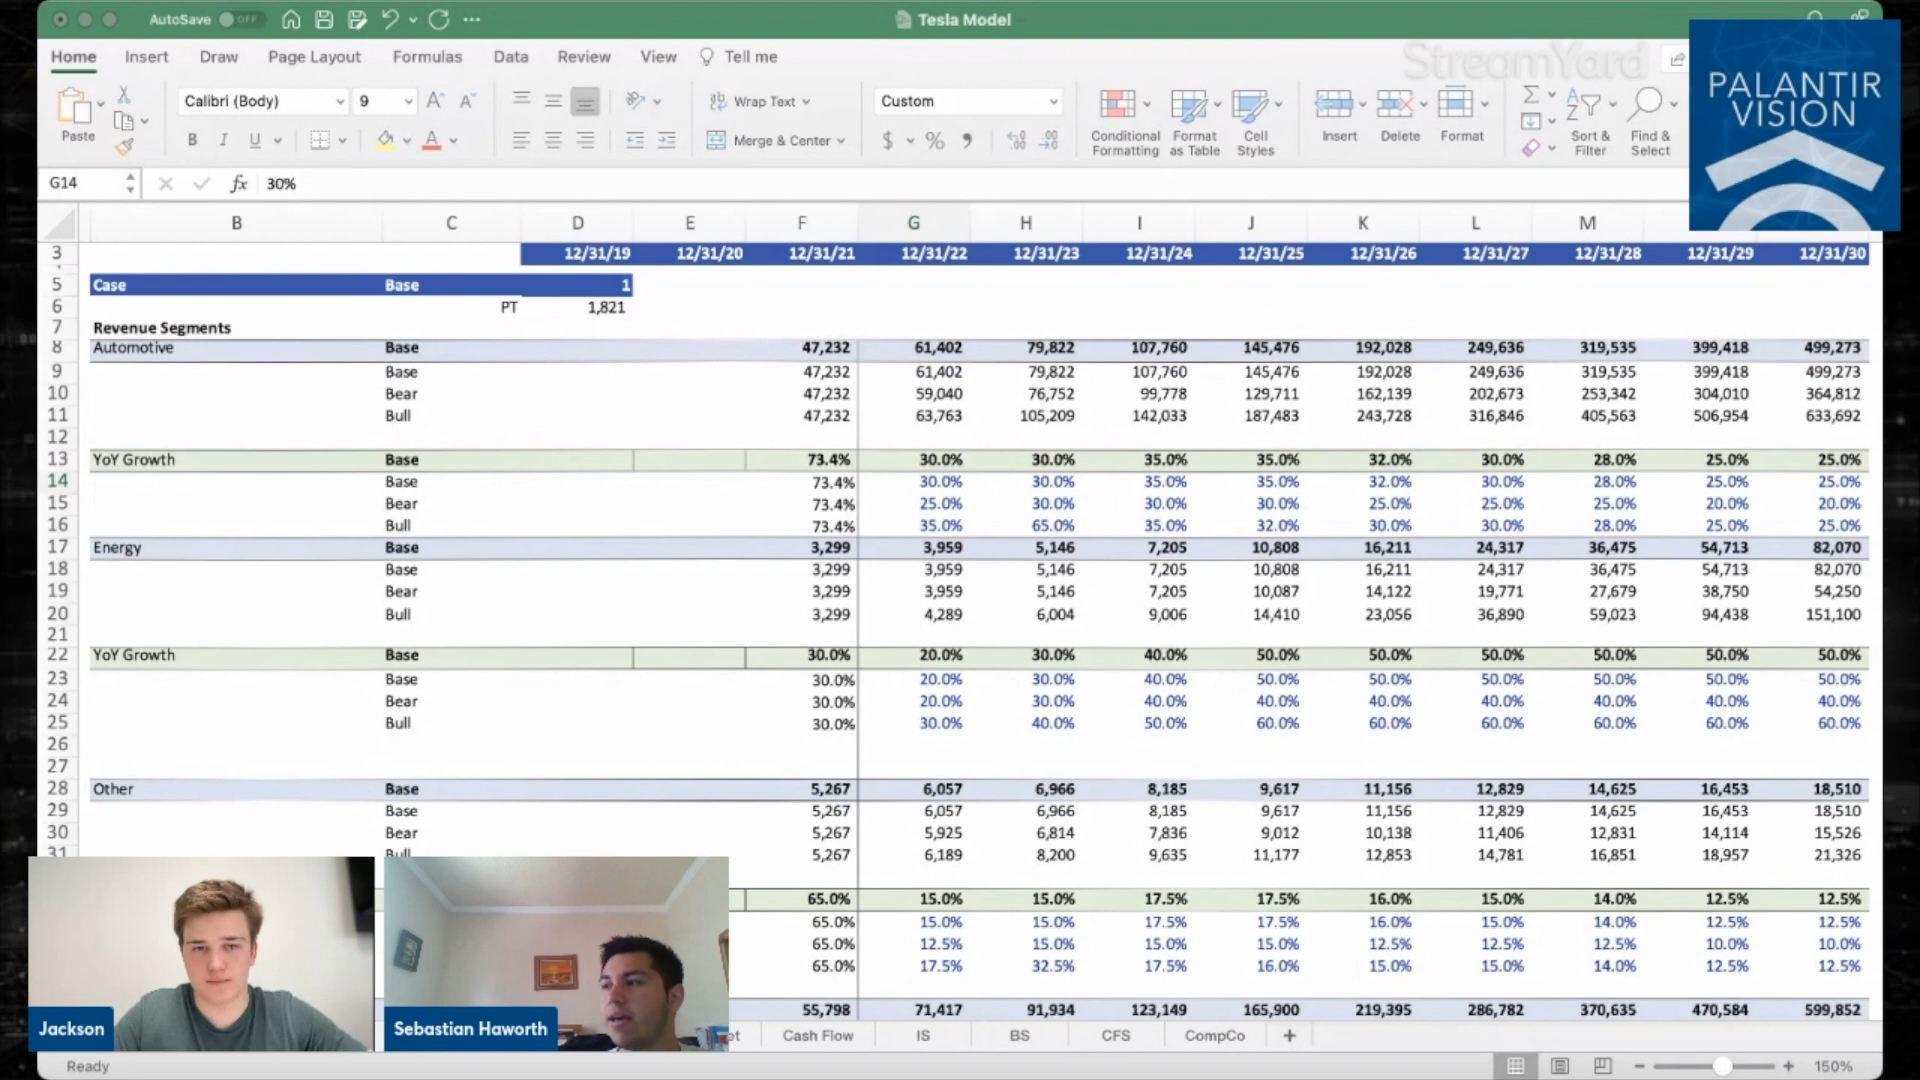 AutoSave OFF Tesla Model
Home Insert Draw Page Layout Formulas Data Review View Tell me
StreamYard
PALANTIR
VISION
Paste Calibri (Body) 9 Wrap Text Custom
B I U Merge & Center $ %
Conditional Formatting Format as Table Cell Styles Insert Delete Format Sort & Filter Find & Select
G14 fx 30%
B C D E F G H I J K L M
3 12/31/19 12/31/20 12/31/21 12/31/22 12/31/23 12/31/24 12/31/25 12/31/26 12/31/27 12/31/28 12/31/29 12/31/30
5 Case Base 1
6 PT 1,821
7 Revenue Segments
8 Automotive Base 47,232 61,402 79,822 107,760 145,476 192,028 249,636 319,535 399,418 499,273
9 Base 47,232 61,402 79,822 107,760 145,476 192,028 249,636 319,535 399,418 499,273
10 Bear 47,232 59,040 76,752 99,778 129,711 162,139 202,673 253,342 304,010 364,812
11 Bull 47,232 63,763 105,209 142,033 187,483 243,728 316,846 405,563 506,954 633,692
12
13 YoY Growth Base 73.4% 30.0% 30.0% 35.0% 35.0% 32.0% 30.0% 28.0% 25.0% 25.0%
14 Base 73.4% 30.0% 30.0% 35.0% 35.0% 32.0% 30.0% 28.0% 25.0% 25.0%
15 Bear 73.4% 25.0% 30.0% 30.0% 30.0% 25.0% 25.0% 25.0% 20.0% 20.0%
16 Bull 73.4% 35.0% 65.0% 35.0% 32.0% 30.0% 30.0% 28.0% 25.0% 25.0%
17 Energy Base 3,299 3,959 5,146 7,205 10,808 16,211 24,317 36,475 54,713 82,070
18 Base 3,299 3,959 5,146 7,205 10,808 16,211 24,317 36,475 54,713 82,070
19 Bear 3,299 3,959 5,146 7,205 10,087 14,122 19,771 27,679 38,750 54,250
20 Bull 3,299 4,289 6,004 9,006 14,410 23,056 36,890 59,023 94,438 151,100
21
22 YoY Growth Base 30.0% 20.0% 30.0% 40.0% 50.0% 50.0% 50.0% 50.0% 50.0% 50.0%
23 Base 30.0% 20.0% 30.0% 40.0% 50.0% 50.0% 50.0% 50.0% 50.0% 50.0%
24 Bear 30.0% 20.0% 30.0% 40.0% 40.0% 40.0% 40.0% 40.0% 40.0% 40.0%
25 Bull 30.0% 30.0% 40.0% 50.0% 60.0% 60.0% 60.0% 60.0% 60.0% 60.0%
26
27
28 Other Base 5,267 6,057 6,966 8,185 9,617 11,156 12,829 14,625 16,453 18,510
29 Base 5,267 6,057 6,966 8,185 9,617 11,156 12,829 14,625 16,453 18,510
30 Bear 5,267 5,925 6,814 7,836 9,012 10,138 11,406 12,831 14,114 15,526
31 Bull 5,267 6,189 8,200 9,635 11,177 12,853 14,781 16,851 18,957 21,326
65.0% 15.0% 15.0% 17.5% 17.5% 16.0% 15.0% 14.0% 12.5% 12.5%
65.0% 15.0% 15.0% 17.5% 17.5% 16.0% 15.0% 14.0% 12.5% 12.5%
65.0% 12.5% 15.0% 15.0% 15.0% 12.5% 12.5% 12.5% 10.0% 10.0%
65.0% 17.5% 32.5% 17.5% 16.0% 15.0% 15.0% 14.0% 12.5% 12.5%
55,798 71,417 91,934 123,149 165,900 219,395 286,782 370,635 470,584 599,852
Jackson
Sebastian Haworth
Cash Flow IS BS CFS CompCo +
Ready 150%